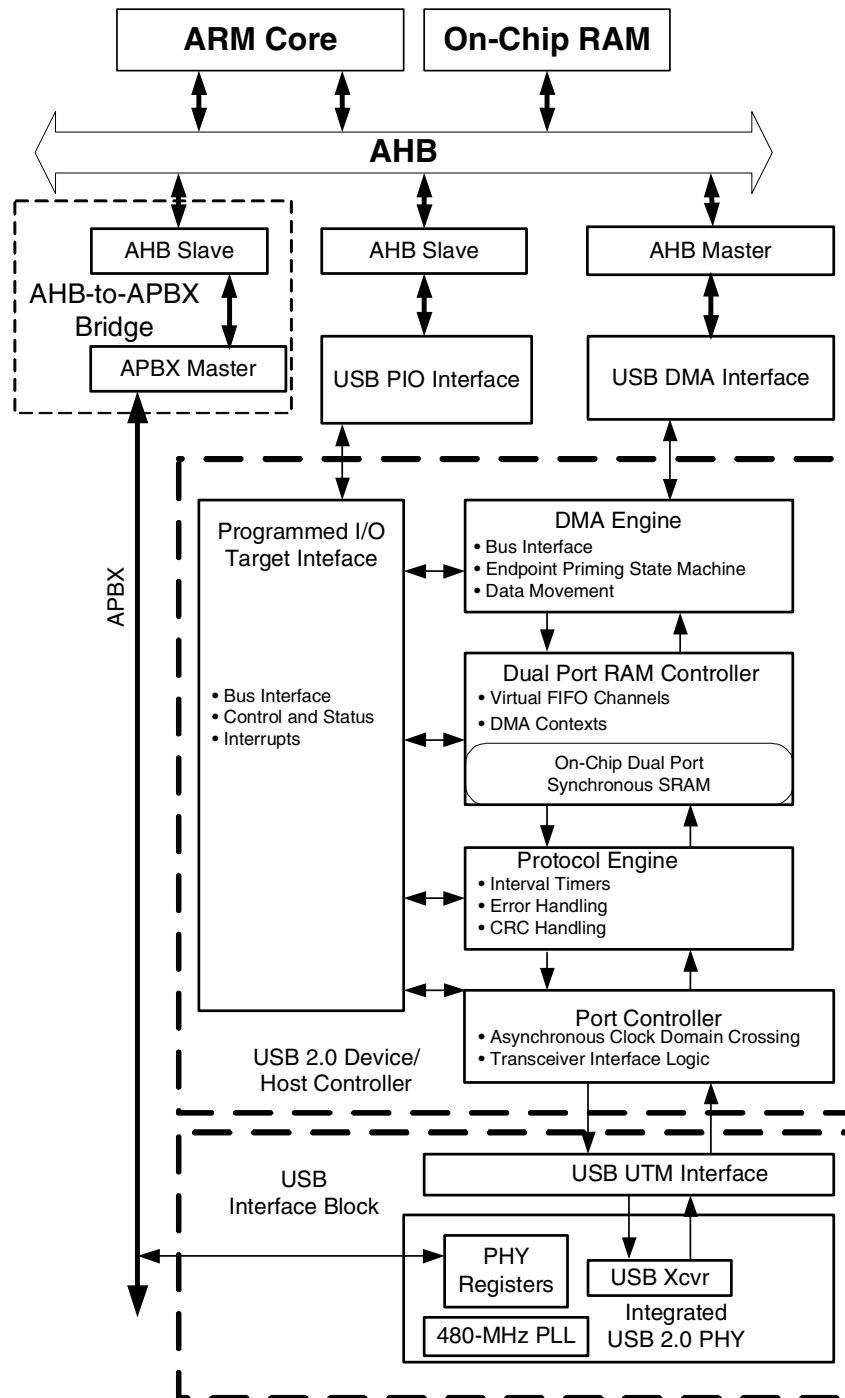 ARM Core
On-Chip RAM
AHB
AHB Slave
AHB-to-APBX
Bridge
APBX Master
AHB Slave
USB PIO Interface
AHB Master
USB DMA Interface
APBX
Programmed I/O
Target Inteface
• Bus Interface
• Control and Status
• Interrupts
DMA Engine
• Bus Interface
• Endpoint Priming State Machine
• Data Movement
Dual Port RAM Controller
• Virtual FIFO Channels
• DMA Contexts
On-Chip Dual Port
Synchronous SRAM
Protocol Engine
• Interval Timers
• Error Handling
• CRC Handling
Port Controller
• Asynchronous Clock Domain Crossing
• Transceiver Interface Logic
USB 2.0 Device/
Host Controller
USB
Interface Block
USB UTM Interface
PHY
Registers
USB Xcvr
Integrated
USB 2.0 PHY
480-MHz PLL